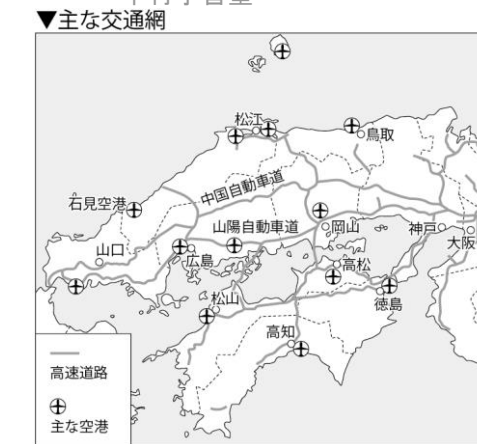 ▼主な交通網
松江
鳥取
中国自動車道
石見空港
山陽自動車道
岡山
神戸
大阪
山口
広島
高松
松山
徳島
高知
高速道路
主な空港